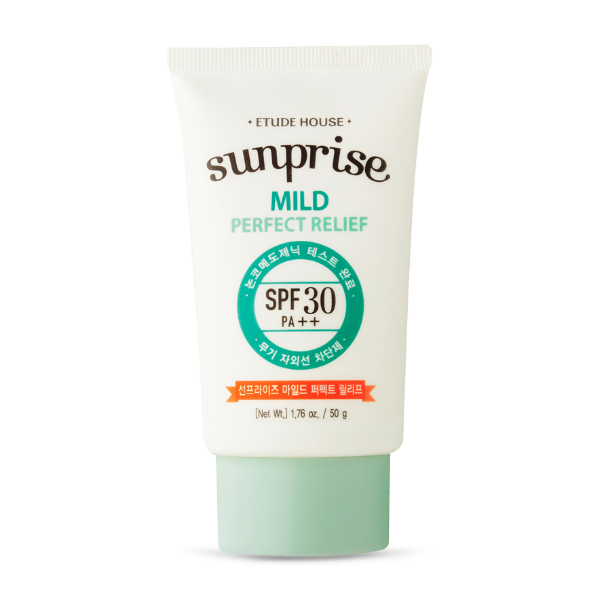 • ETUDE HOUSE •
sunprise
MILD
PERFECT RELIEF
• 논코메도제닉 테스트 완료 •
SPF 30
PA ++
무기 자외선 차단제
선프라이즈 마일드 퍼펙트 릴리프
[Net Wt.] 1.76 oz. / 50 g